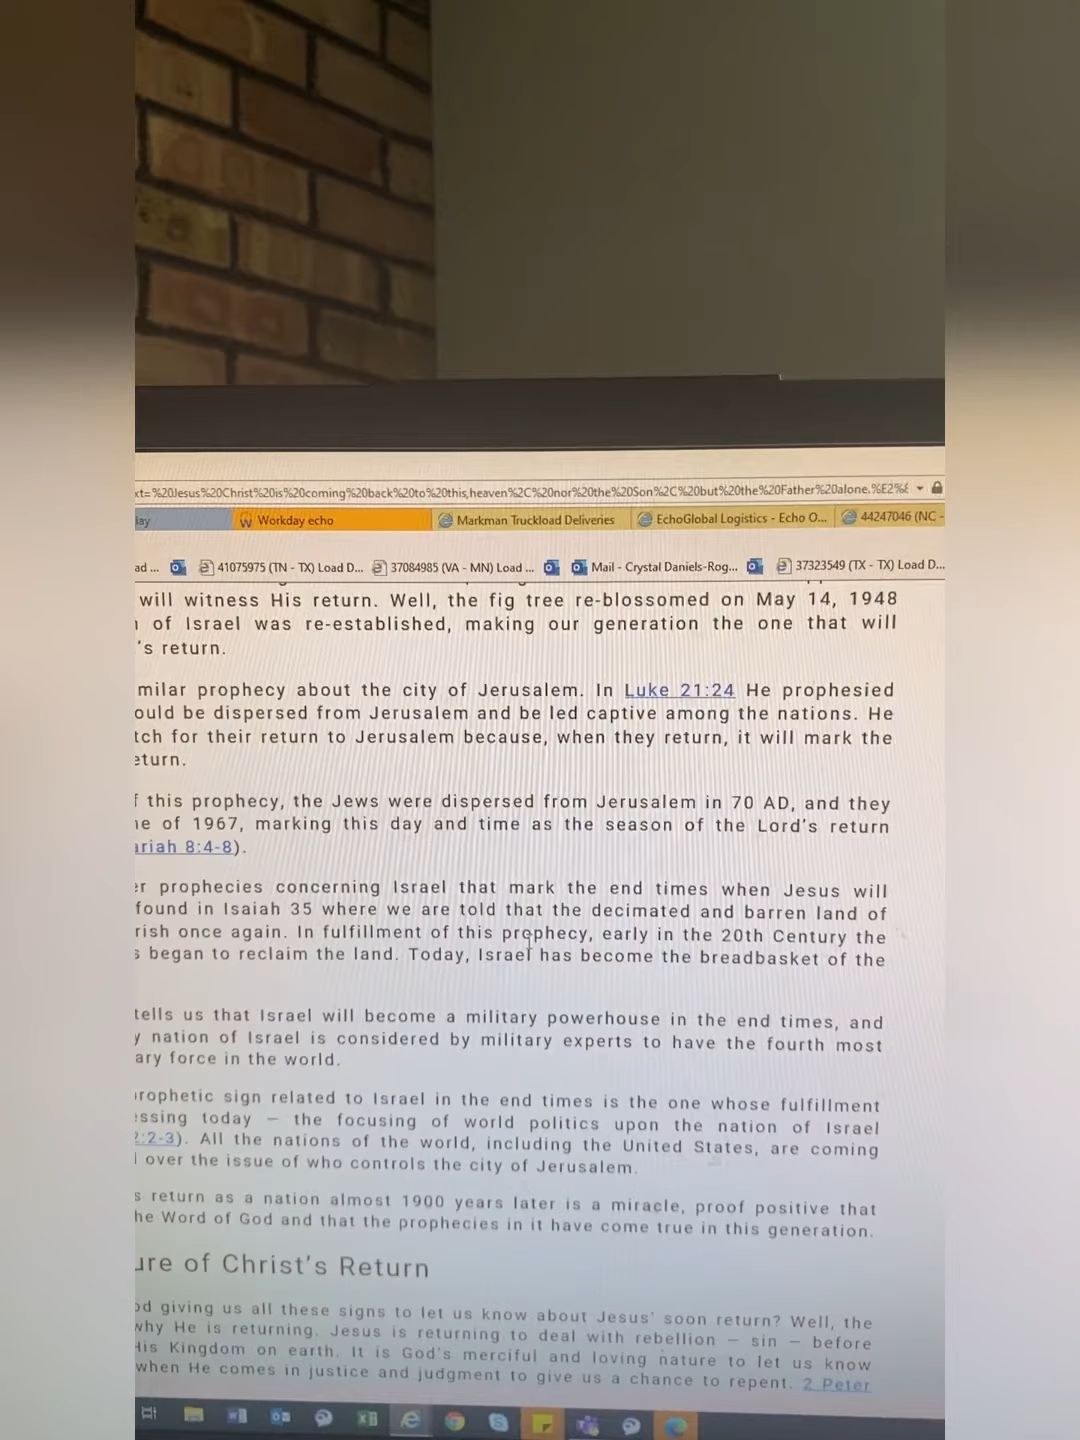 xt=%20Jesus%20Christ%20is%20coming%20back%20to%20this,heaven%2C%20nor%20the%20Son%2C%20but%20the%20Father%20alone.%E2%
lay Workday echo Markman Truckload Deliveries EchoGlobal Logistics - Echo O... 44247046 (NC -
ad ... 41075975 (TN - TX) Load D... 37084985 (VA - MN) Load ... Mail - Crystal Daniels-Rog... 37323549 (TX - TX) Load D...
will witness His return. Well, the fig tree re-blossomed on May 14, 1948
of Israel was re-established, making our generation the one that will
's return.
milar prophecy about the city of Jerusalem. In Luke 21:24 He prophesied
ould be dispersed from Jerusalem and be led captive among the nations. He
tch for their return to Jerusalem because, when they return, it will mark the
eturn.
f this prophecy, the Jews were dispersed from Jerusalem in 70 AD, and they
ne of 1967, marking this day and time as the season of the Lord's return
ariah 8:4-8).
er prophecies concerning Israel that mark the end times when Jesus will
found in Isaiah 35 where we are told that the decimated and barren land of
rish once again. In fulfillment of this prophecy, early in the 20th Century the
s began to reclaim the land. Today, Israel has become the breadbasket of the
tells us that Israel will become a military powerhouse in the end times, and
y nation of Israel is considered by military experts to have the fourth most
ary force in the world.
rophetic sign related to Israel in the end times is the one whose fulfillment
essing today – the focusing of world politics upon the nation of Israel
2:2-3). All the nations of the world, including the United States, are coming
over the issue of who controls the city of Jerusalem.
s return as a nation almost 1900 years later is a miracle, proof positive that
he Word of God and that the prophecies in it have come true in this generation.
ure of Christ's Return
od giving us all these signs to let us know about Jesus' soon return? Well, the
why He is returning. Jesus is returning to deal with rebellion – sin – before
His Kingdom on earth. It is God's merciful and loving nature to let us know
when He comes in justice and judgment to give us a chance to repent. 2 Peter